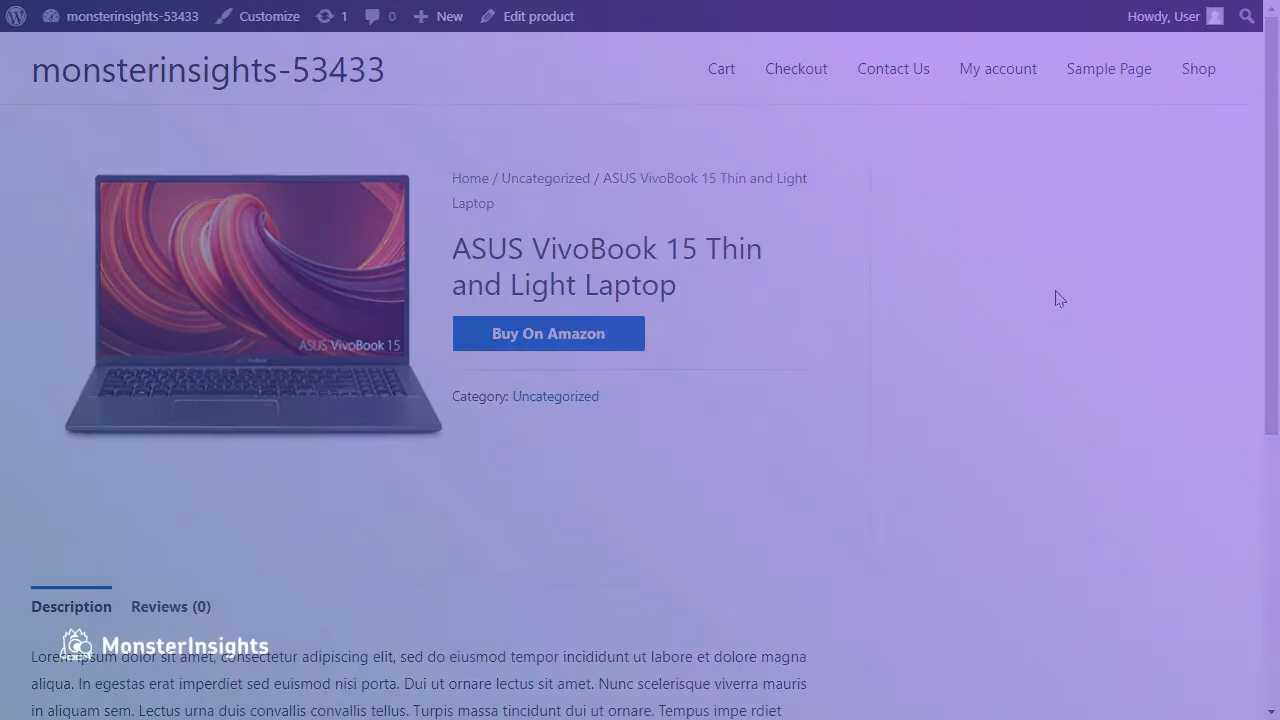 monsterinsights-53433 Customize 1 0 New Edit product Howdy, User
monsterinsights-53433
Cart Checkout Contact Us My account Sample Page Shop
Home / Uncategorized / ASUS VivoBook 15 Thin and Light
Laptop
ASUS VivoBook 15 Thin
and Light Laptop
Buy On Amazon
ASUS VivoBook 15
Category: Uncategorized
Description Reviews (0)
MonsterInsights
Lorem ipsum dolor sit amet, consectetur adipiscing elit, sed do eiusmod tempor incididunt ut labore et dolore magna
aliqua. In egestas erat imperdiet sed euismod nisi porta. Dui ut ornare lectus sit amet. Nunc scelerisque viverra mauris
in aliquam sem. Lectus urna duis convallis convallis tellus. Turpis massa tincidunt dui ut ornare. Tempus impe rdiet